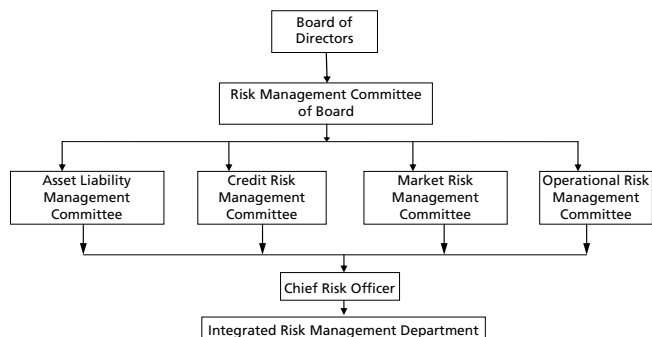 Board of
Directors
Risk Management Committee
of Board
Asset Liability
Management
Committee
Credit Risk
Management
Committee
Market Risk
Management
Committee
Operational Risk
Management
Committee
Chief Risk Officer
Integrated Risk Management Department